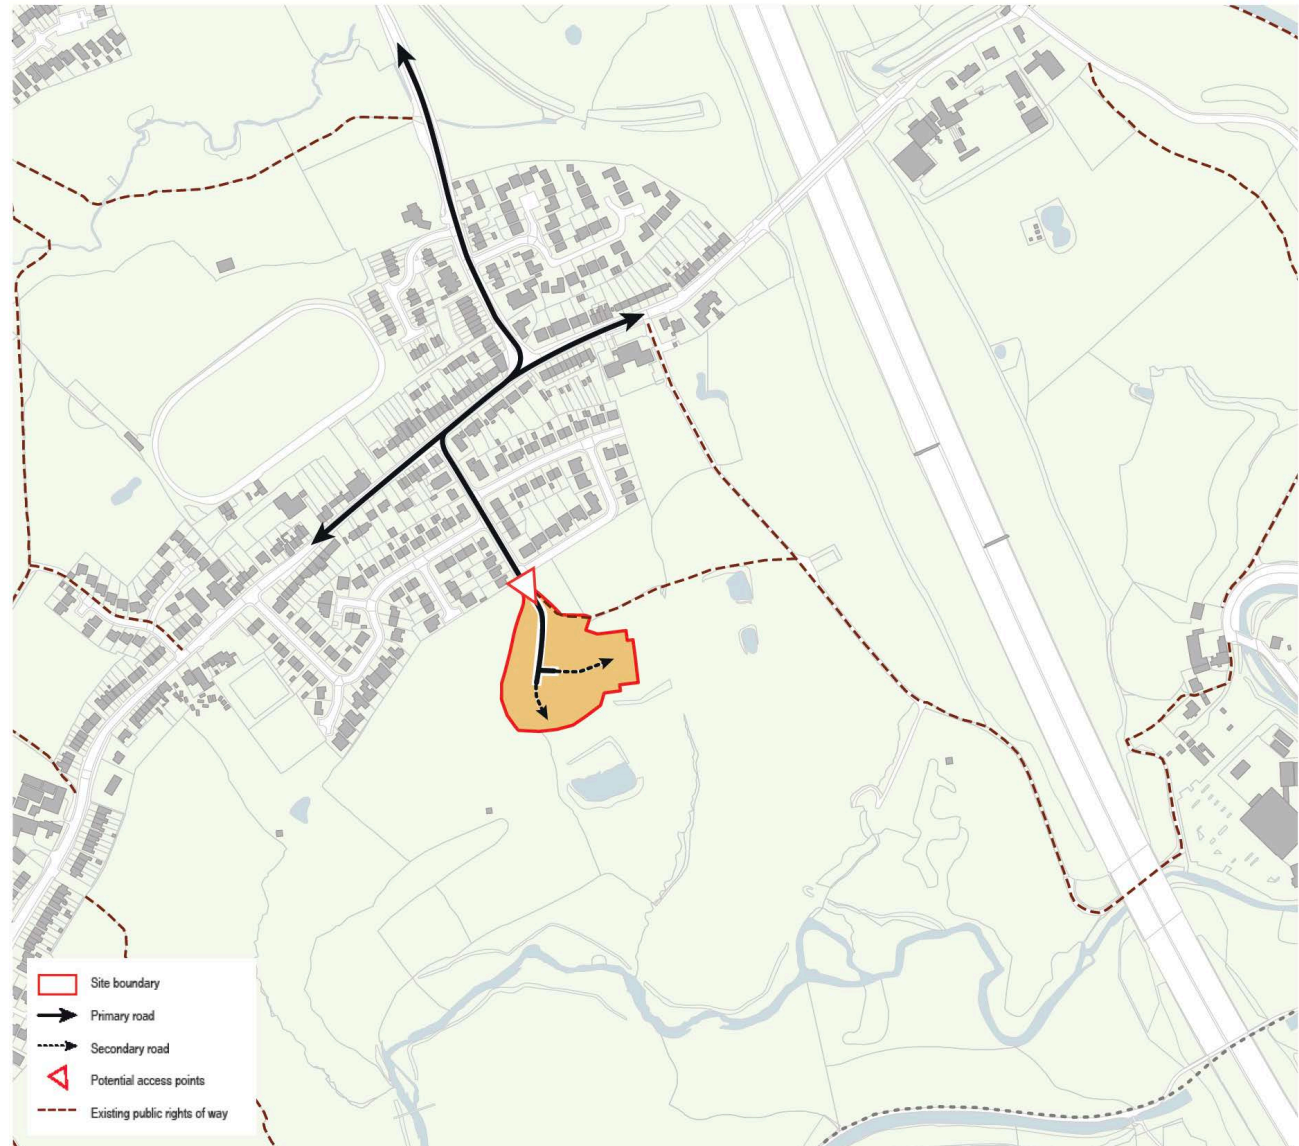 Site boundary
Primary road
Secondary road
Potential access points
Existing public rights of way